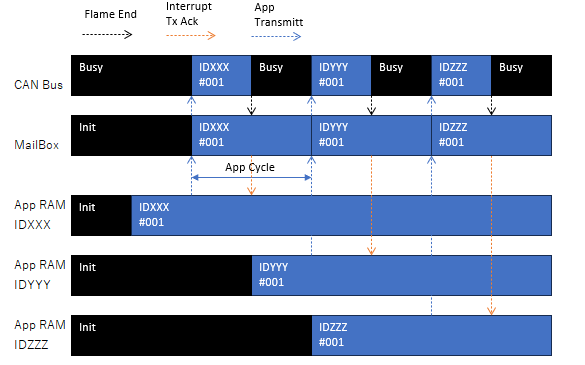 Flame End
Interrupt
Tx Ack
App
Transmitt
CAN Bus
Busy
IDXXX
#001
Busy
IDYYY
#001
Busy
IDZZZ
#001
Busy
MailBox
Init
IDXXX
#001
IDYYY
#001
IDZZZ
#001
App Cycle
App RAM
IDXXX
Init
IDXXX
#001
App RAM
IDYYY
Init
IDYYY
#001
App RAM
IDZZZ
Init
IDZZZ
#001